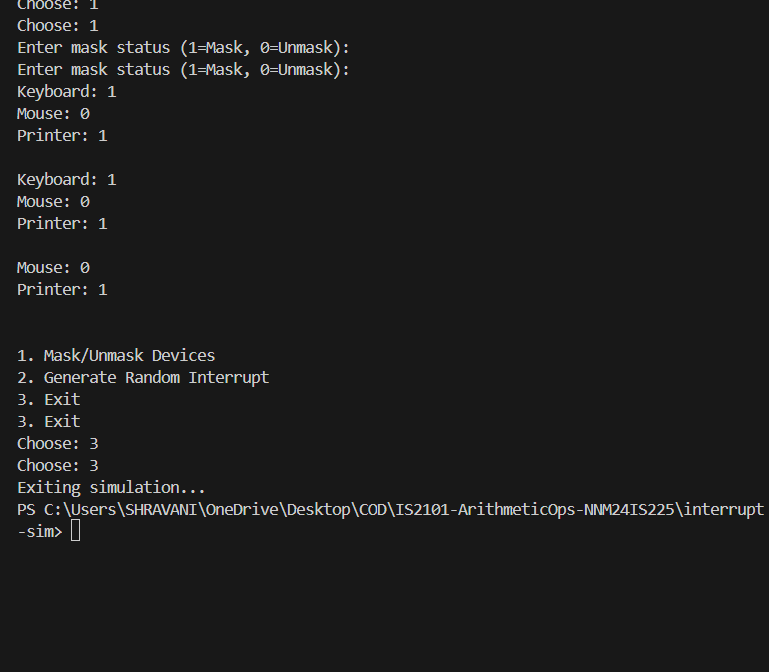 Choose: 1
Choose: 1
Enter mask status (1=Mask, 0=Unmask):
Enter mask status (1=Mask, 0=Unmask):
Keyboard: 1
Mouse: 0
Printer: 1
Keyboard: 1
Mouse: 0
Printer: 1
Mouse: 0
Printer: 1
1. Mask/Unmask Devices
2. Generate Random Interrupt
3. Exit
3. Exit
Choose: 3
Choose: 3
Exiting simulation...
PS C:\Users\SHRAVANI\OneDrive\Desktop\COD\IS2101-ArithmeticOps-NNM24IS225\interrupt
-sim>